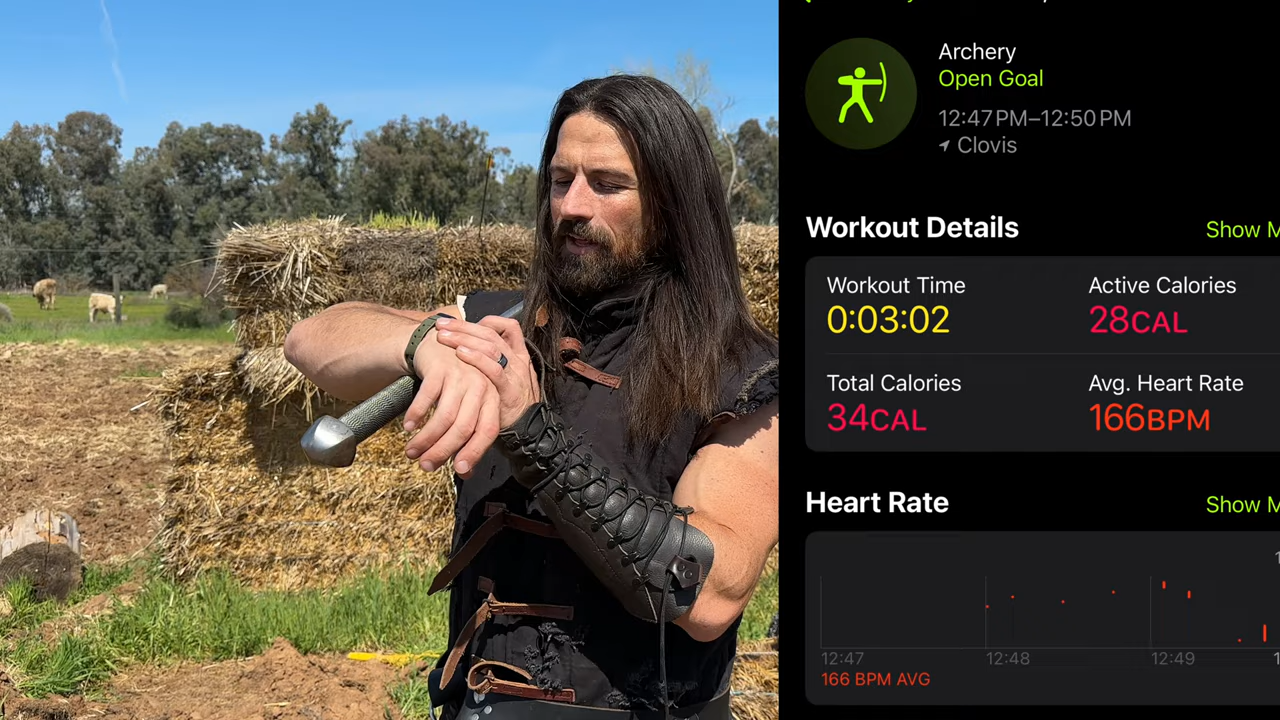 Archery
Open Goal
12:47 PM–12:50 PM
Clovis
Workout Details
Show M
Workout Time
Active Calories
0:03:02
28CAL
Total Calories
Avg. Heart Rate
34CAL
166BPM
Heart Rate
Show M
12:47
12:48
12:49
166 BPM AVG